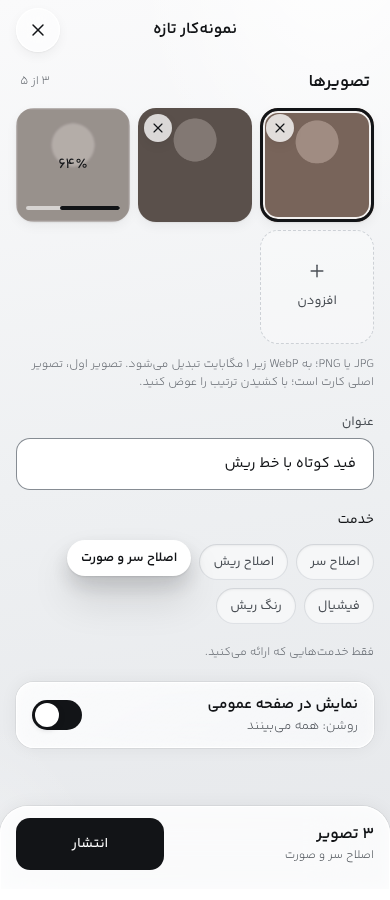 نمونه‌کار تازه
تصویرها
۳ از ۵
۶۴%
افزودن
JPG یا PNG؛ به WebP زیر ۱ مگابایت تبدیل می‌شود. تصویر اول، تصویر
اصلی کارت است؛ با کشیدن ترتیب را عوض کنید.
عنوان
فید کوتاه با خط ریش
خدمت
اصلاح سر
اصلاح ریش
اصلاح سر و صورت
فیشیال
رنگ ریش
فقط خدمت‌هایی که ارائه می‌کنید.
نمایش در صفحه عمومی
روشن: همه می‌بینند
۳ تصویر
اصلاح سر و صورت
انتشار